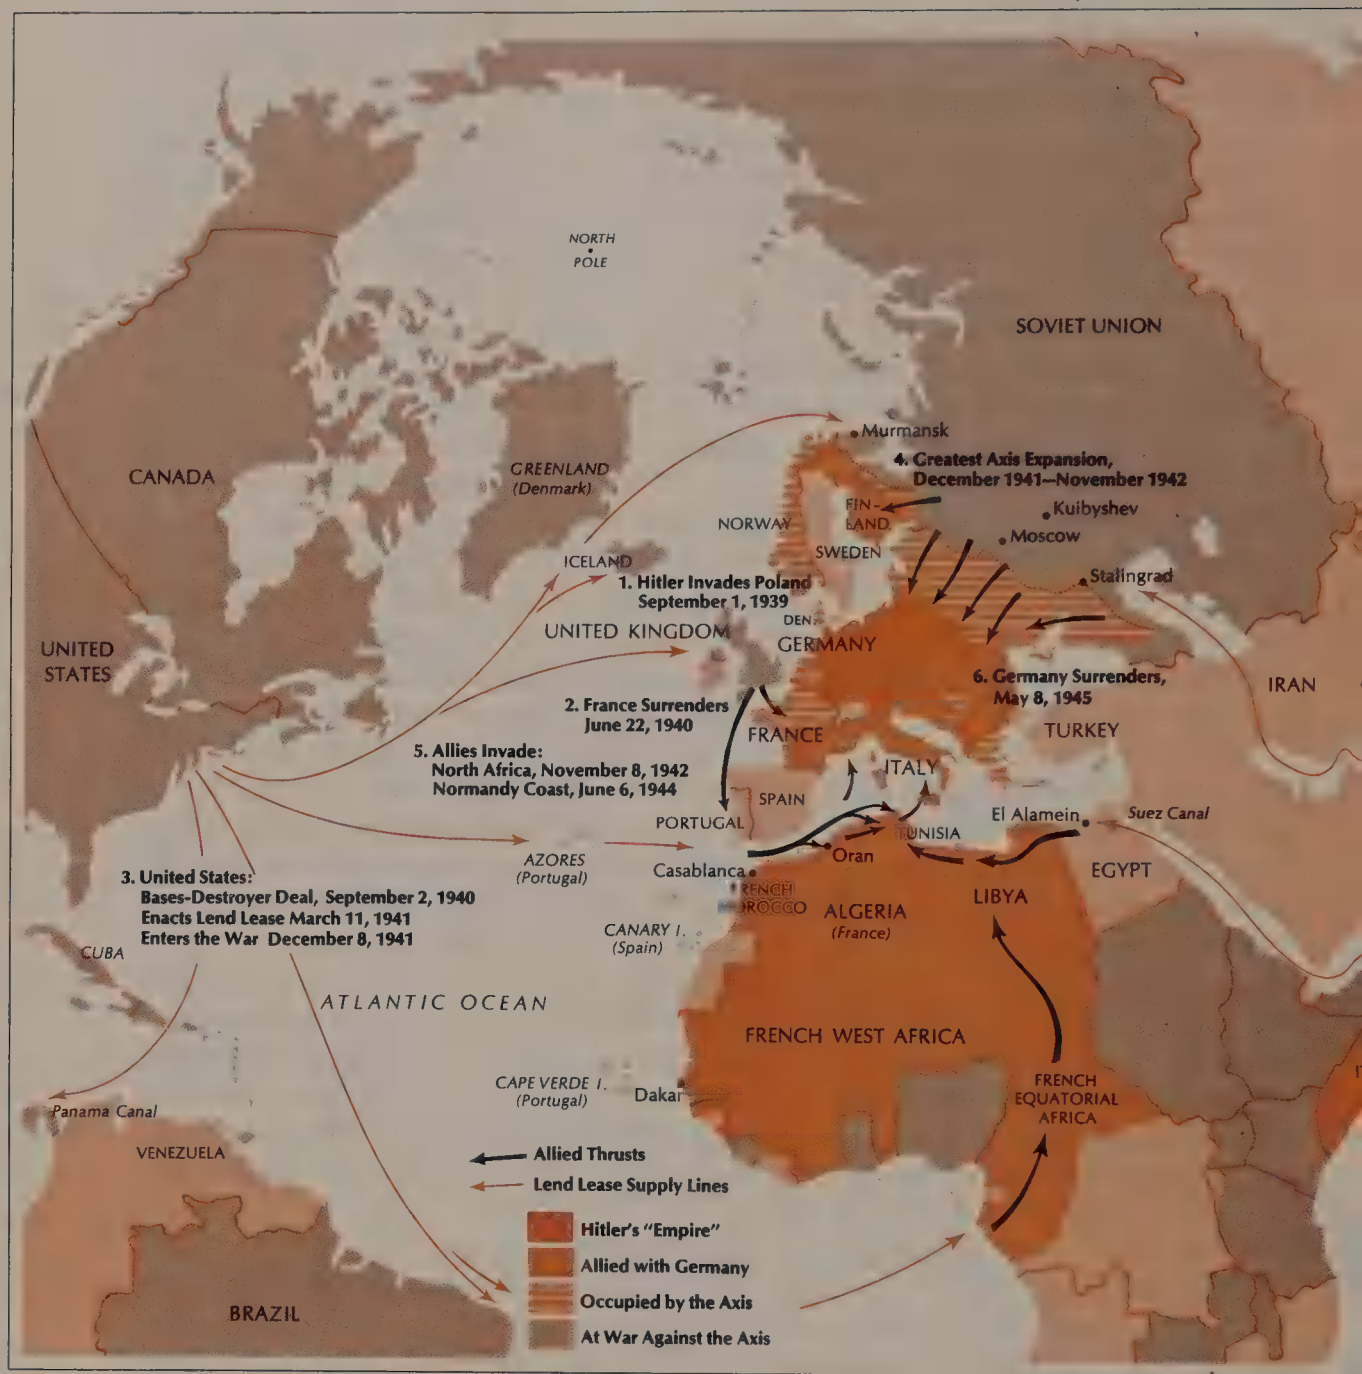 NORTH
POLE
SOVIET UNION
Murmansk
CANADA
GREENLAND
(Denmark)
4. Greatest Axis Expansion,
December 1941—November 1942
NORWAY
FIN-
LAND
Kuibyshev
Moscow
SWEDEN
ICELAND
Stalingrad
1. Hitler Invades Poland
September 1, 1939
DEN.
UNITED KINGDOM
GERMANY
UNITED
STATES
6. Germany Surrenders,
May 8, 1945
IRAN
2. France Surrenders
June 22, 1940
FRANCE
TURKEY
5. Allies Invade:
North Africa, November 8, 1942
Normandy Coast, June 6, 1944
ITALY
SPAIN
PORTUGAL
El Alamein
Suez Canal
TUNISIA
AZORES
(Portugal)
Oran
Casablanca
EGYPT
3. United States:
Bases-Destroyer Deal, September 2, 1940
Enacts Lend Lease March 11, 1941
Enters the War December 8, 1941
FRENCH
MOROCCO
ALGERIA
(France)
LIBYA
CANARY I.
(Spain)
CUBA
ATLANTIC OCEAN
FRENCH WEST AFRICA
CAPE VERDE I.
(Portugal)
Dakar
FRENCH
EQUATORIAL
AFRICA
Panama Canal
VENEZUELA
Allied Thrusts
Lend Lease Supply Lines
Hitler's "Empire"
Allied with Germany
Occupied by the Axis
At War Against the Axis
BRAZIL